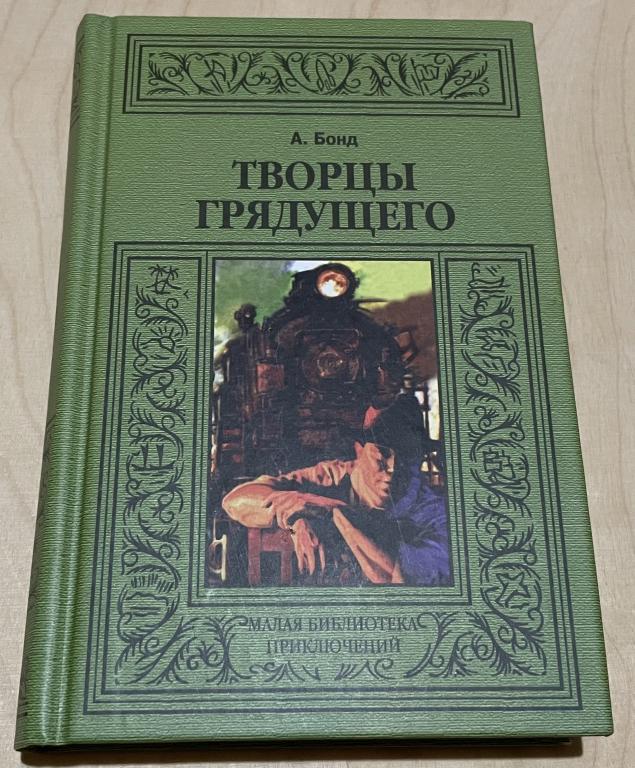 А. Бонд
ТВОРЦЫ
ГРЯДУЩЕГО
МАЛАЯ БИБЛИОТЕКА
ПРИКЛЮЧЕНИЙ